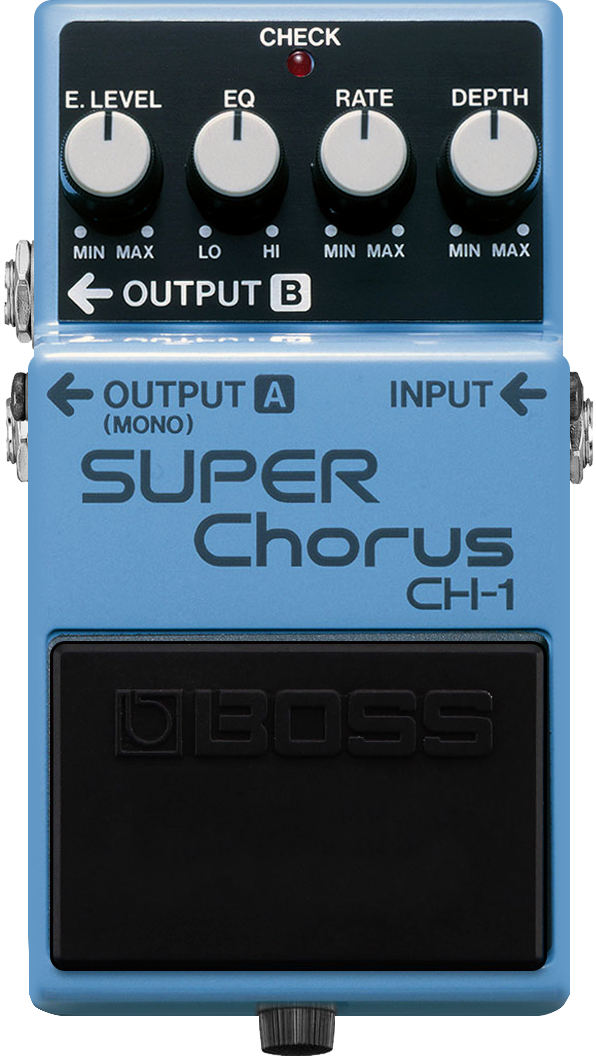 CHECK
E. LEVEL EQ RATE DEPTH
MIN MAX LO HI MIN MAX MIN MAX
← OUTPUT B
← OUTPUT A INPUT ←
(MONO)
SUPER
Chorus
CH-1
BOSS